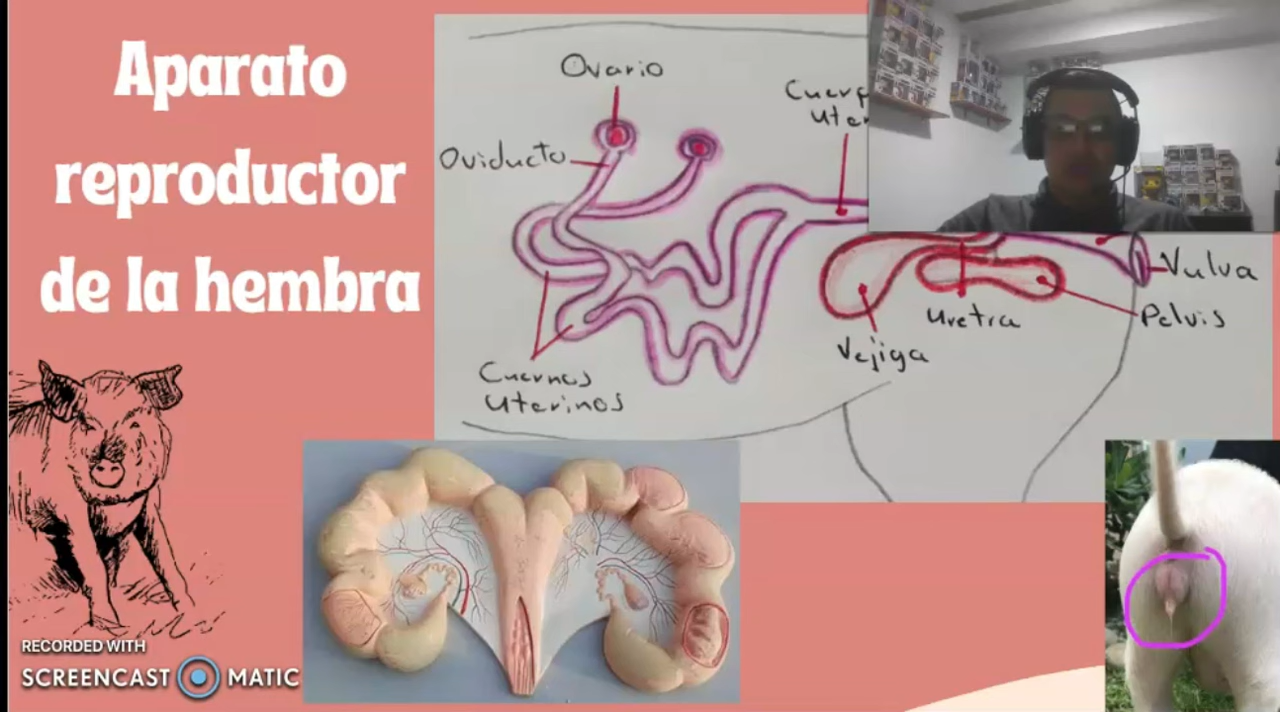 Aparato
reproductor
de la hembra
Ovario
Oviducto
Vulva
Uretra
Pelvis
Vejiga
Cuernos
Uterinos
RECORDED WITH
SCREENCAST MATIC